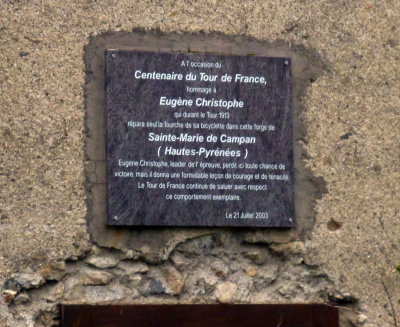 A l'occasion du
Centenaire du Tour de France,
hommage à
Eugène Christophe
qui durant le Tour 1913
répara seul la fourche de sa bicyclette dans cette forge de
Sainte-Marie de Campan
( Hautes-Pyrénées )
Eugène Christophe, leader de l' épreuve, perdit ici toute chance de
victoire, mais il donna une formidable leçon de courage et de ténacité.
Le Tour de France continue de saluer avec respect
ce comportement exemplaire.
Le 21 Juillet 2003